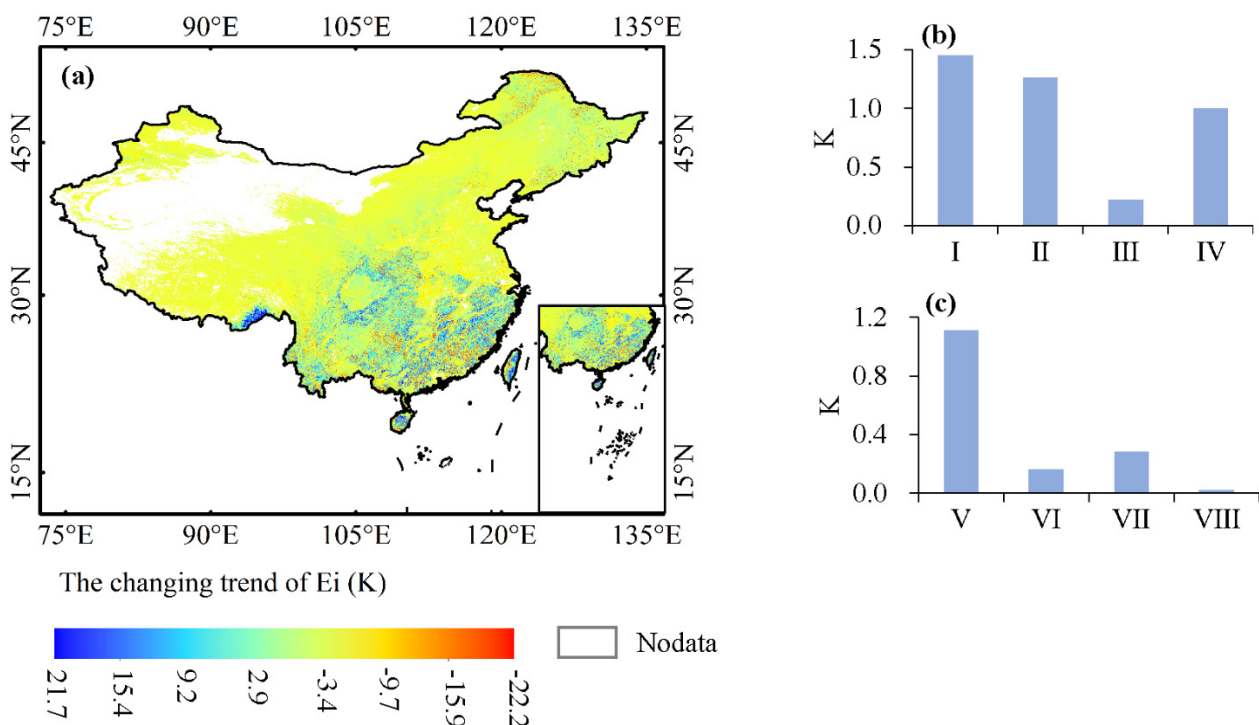 75°E 90°E 105°E 120°E 135°E
(a)
45°N
30°N
15°N
45°N
30°N
15°N
75°E 90°E 105°E 120°E 135°E
The changing trend of Ei (K)
21.7 15.4 9.2 2.9 -3.4 -9.7 -15.9 -22.2
Nodata
(b)
K
1.5
1.0
0.5
0.0
I II III IV
(c)
K
1.2
0.8
0.4
0.0
V VI VII VIII